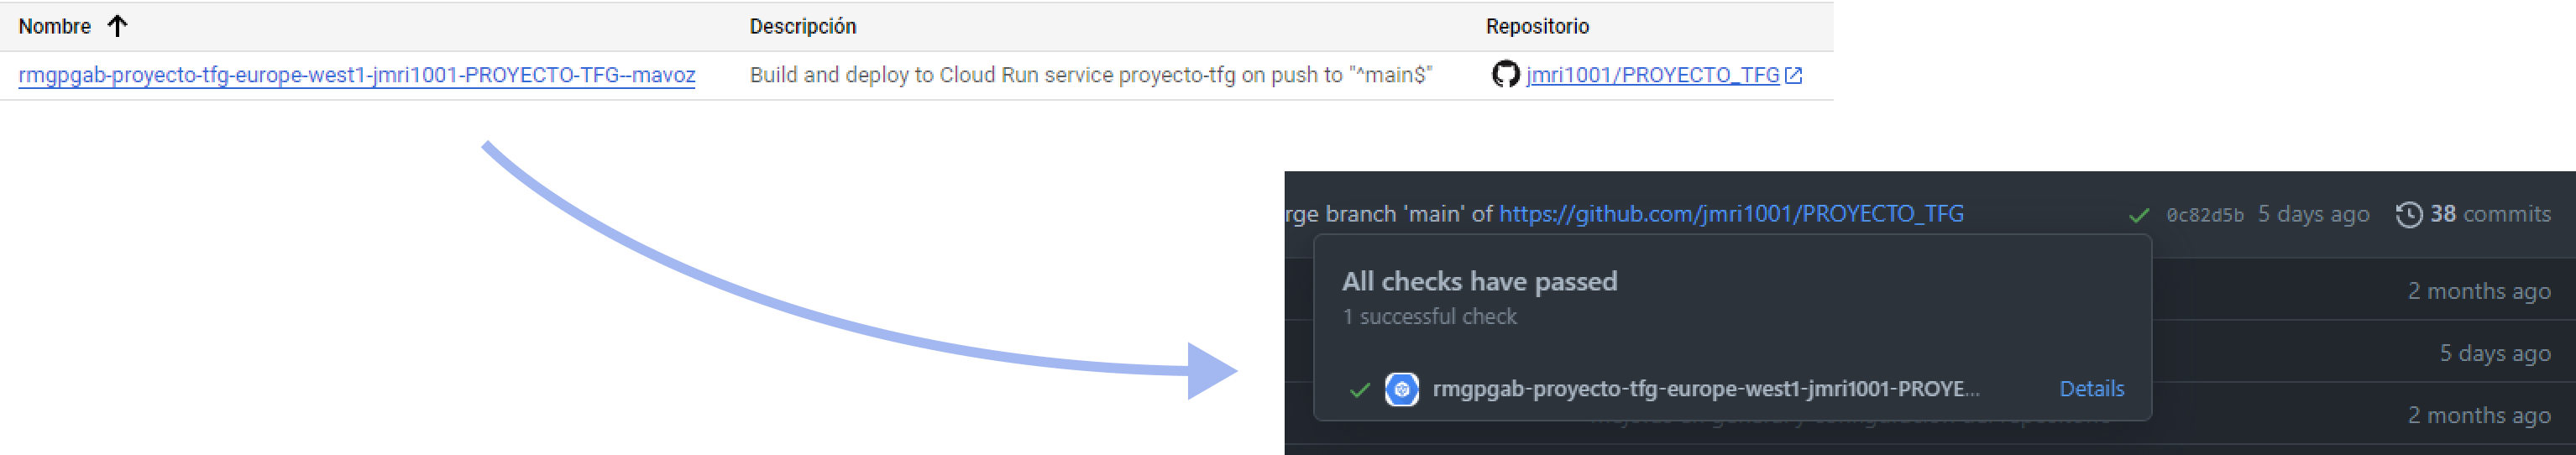 Nombre Descripción Repositorio
rmgpgab-proyecto-tfg-europe-west1-jmri1001-PROYECTO-TFG--mavoz Build and deploy to Cloud Run service proyecto-tfg on push to "^main$" jmri1001/PROYECTO_TFG
rge branch 'main' of https://github.com/jmri1001/PROYECTO_TFG 0c82d5b 5 days ago 38 commits
All checks have passed
2 months ago
1 successful check
5 days ago
rmgpgab-proyecto-tfg-europe-west1-jmri1001-PROYE... Details
2 months ago